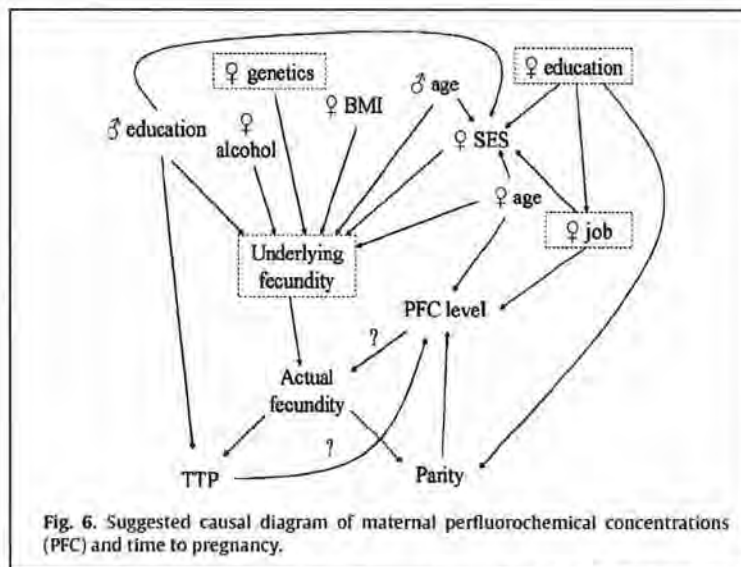 ♀ genetics
♂ age
♀ education
♀ BMI
♂ education
♀
alcohol
♀ SES
♀ age
♀ job
Underlying
fecundity
PFC level
?
Actual
fecundity
?
TTP
Parity
Fig. 6. Suggested causal diagram of maternal perfluorochemical concentrations
(PFC) and time to pregnancy.